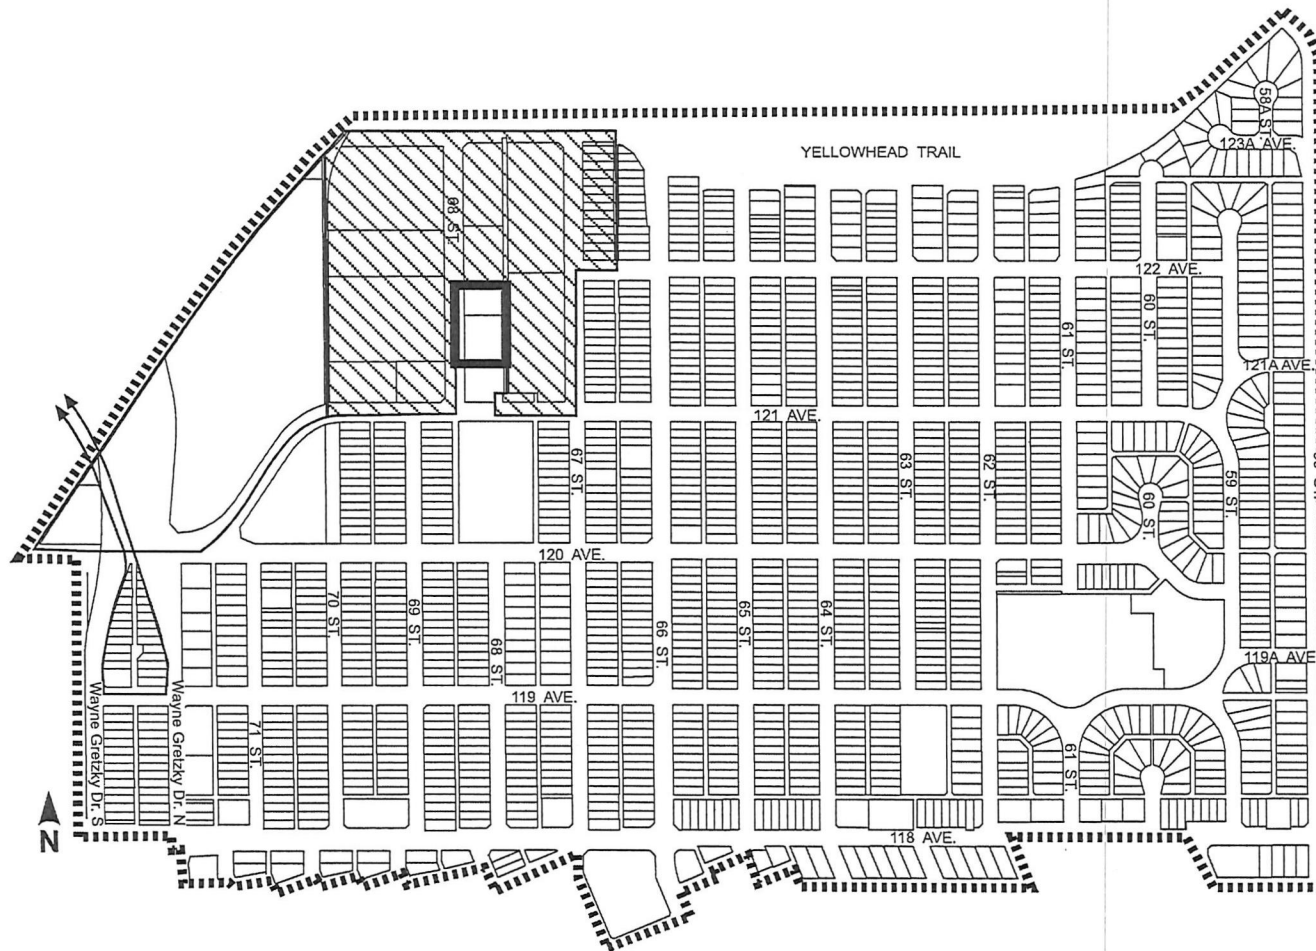 58A ST.
123A AVE.
YELLOWHEAD TRAIL
68 ST.
122 AVE.
60 ST.
61 ST.
121A AVE.
121 AVE.
67 ST.
63 ST.
62 ST.
59 ST.
60 ST.
120 AVE.
70 ST.
69 ST.
68 ST.
66 ST.
65 ST.
64 ST.
119A AVE
119 AVE.
Wayne Gretzky Dr. S
Wayne Gretzky Dr. N
71 ST.
61 ST.
118 AVE.
N